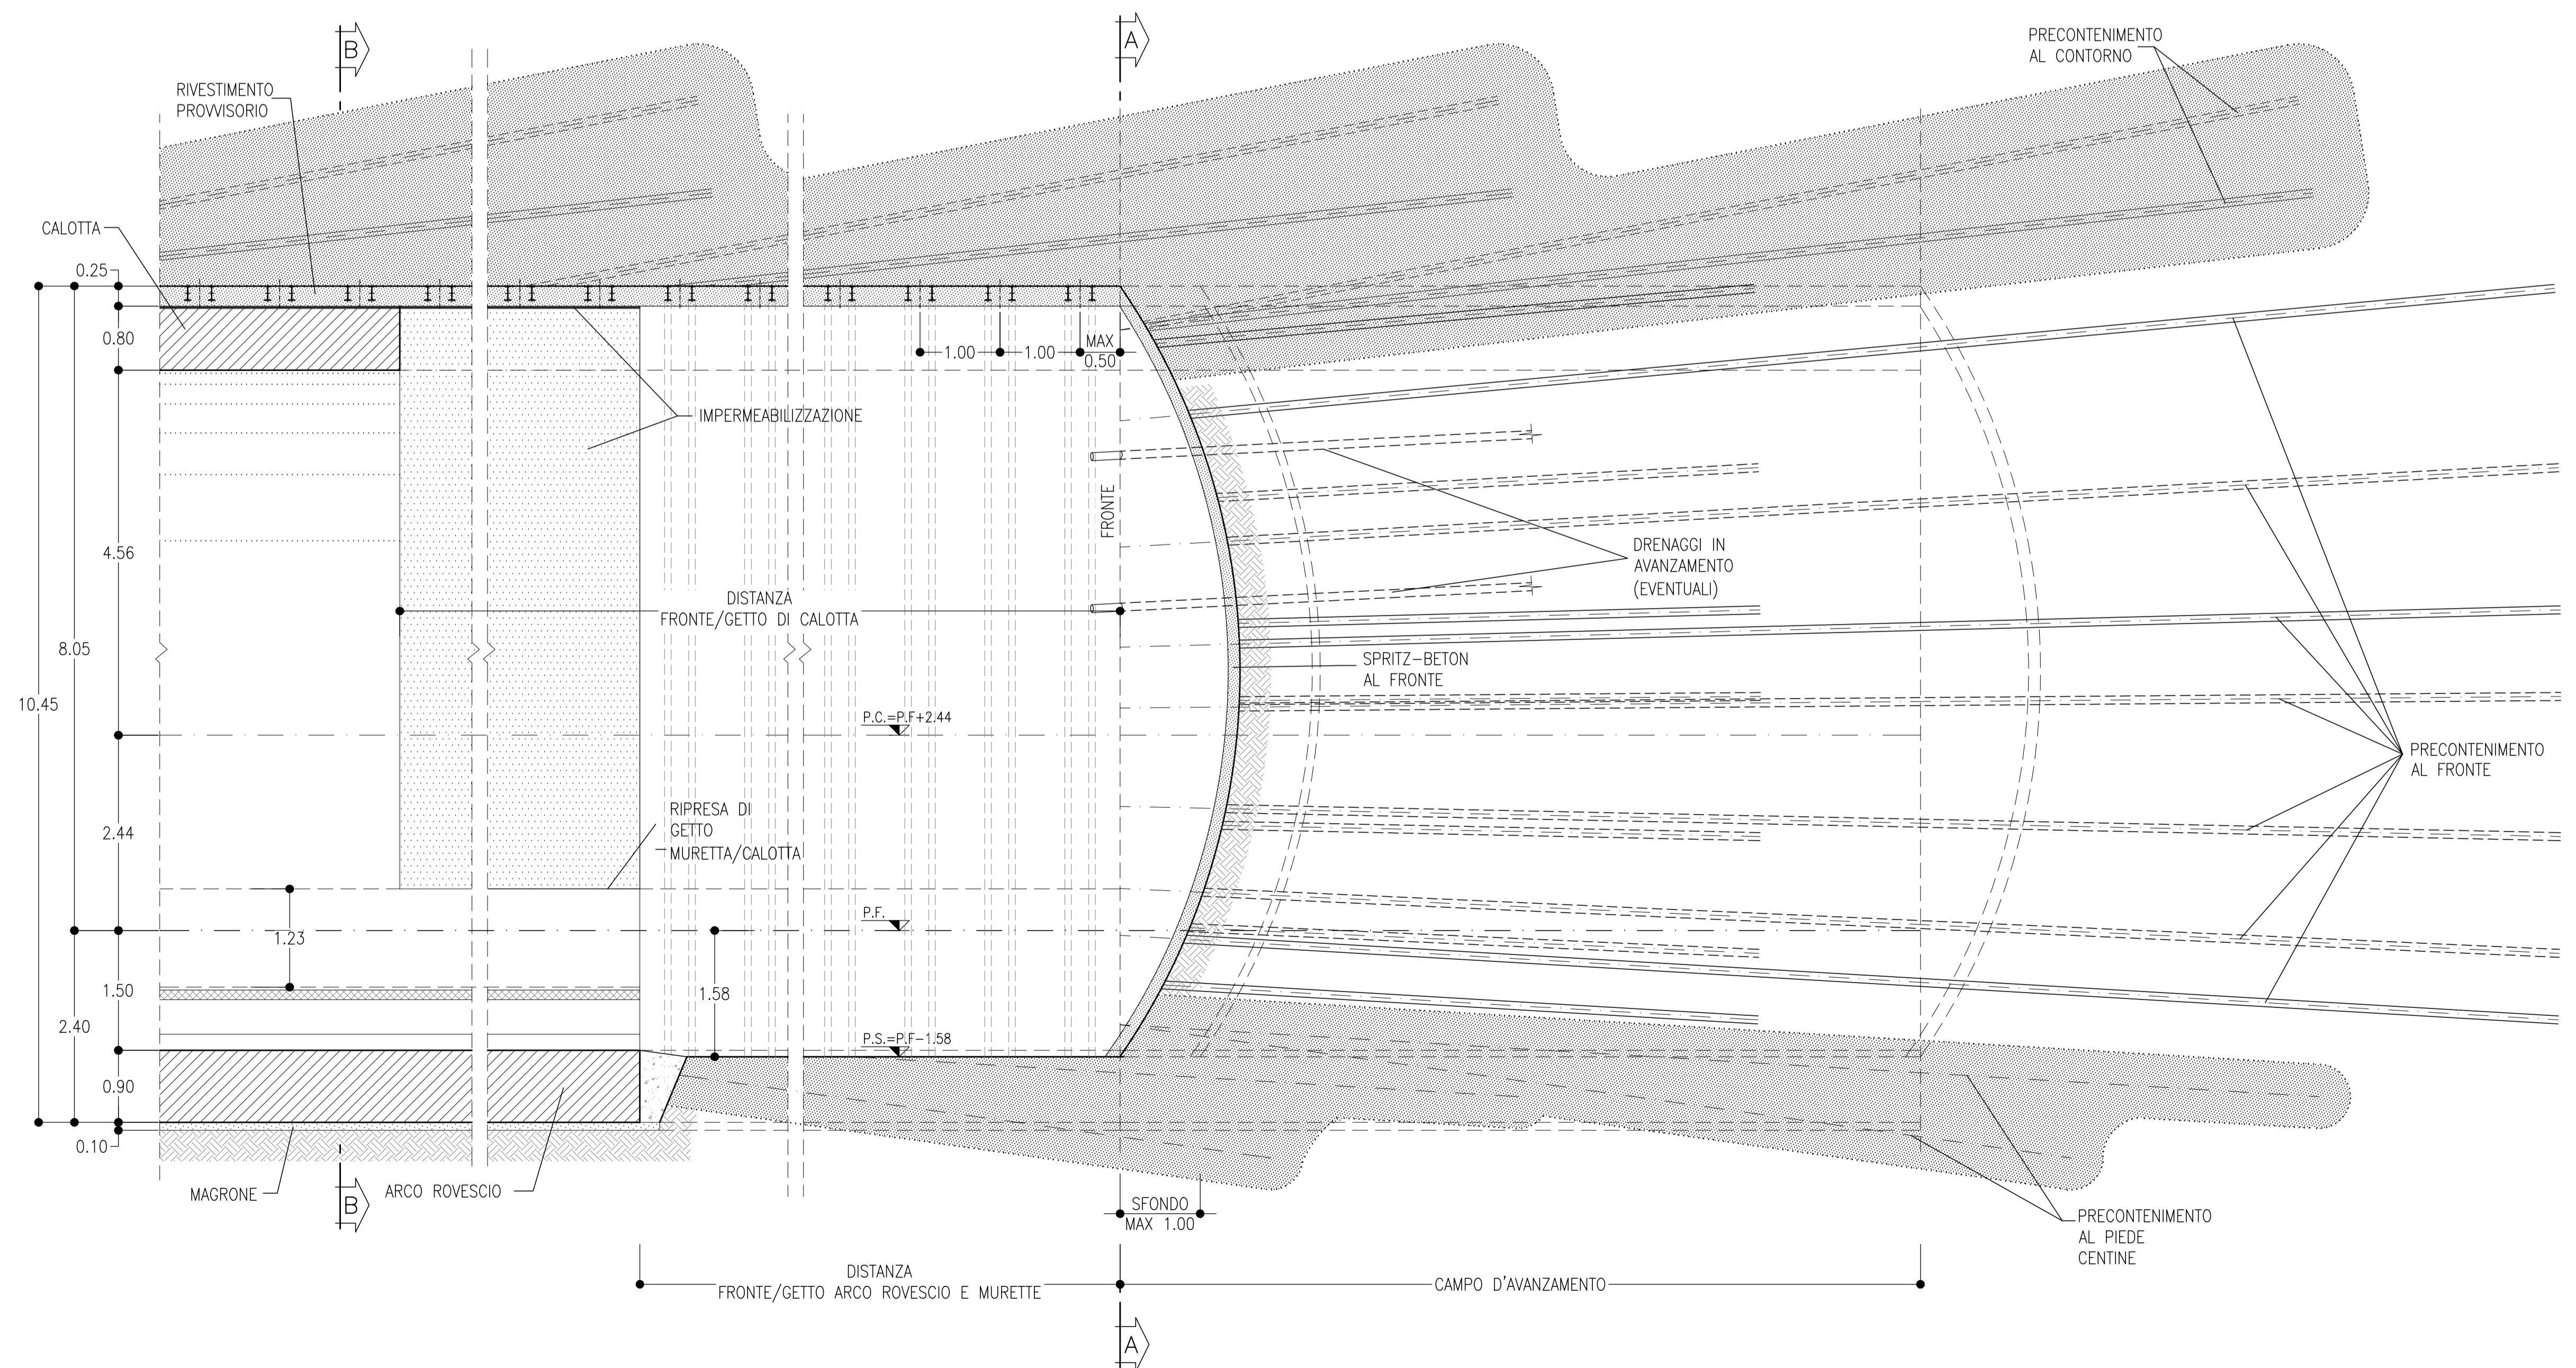 B
A
PRECONTENIMENTO
AL CONTORNO
RIVESTIMENTO
PROVVISORIO
CALOTTA
0.25
0.80
1.00
1.00
MAX
0.50
IMPERMEABILIZZAZIONE
FRONTE
4.56
DRENAGGI IN
AVANZAMENTO
(EVENTUALI)
DISTANZA
FRONTE/GETTO DI CALOTTA
8.05
SPRITZ-BETON
AL FRONTE
10.45
P.C.=P.F+2.44
PRECONTENIMENTO
AL FRONTE
2.44
RIPRESA DI
GETTO
MURETTA/CALOTTA
P.F.
1.23
1.50
1.58
2.40
P.S.=P.F-1.58
0.90
0.10
MAGRONE
B
ARCO ROVESCIO
SFONDO
MAX 1.00
PRECONTENIMENTO
AL PIEDE
CENTINE
DISTANZA
FRONTE/GETTO ARCO ROVESCIO E MURETTE
CAMPO D'AVANZAMENTO
A